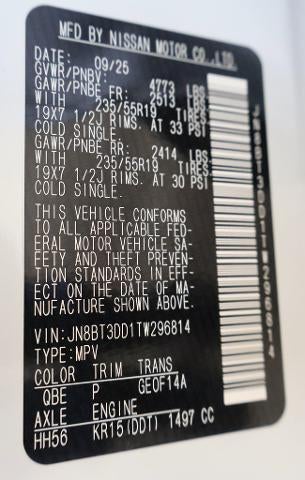 MFD BY NISSAN MOTOR CO.,LTD.
DATE: 09/25
GVWR/PNBV: 4773 LBS
GAWR/PNBE FR: 2513 LBS
WITH 235/55R19 TIRES
19X7 1/2J RIMS. AT 33 PSI
COLD SINGLE.
GAWR/PNBE RR: 2414 LBS
WITH 235/55R19 TIRES
19X7 1/2J RIMS. AT 30 PSI
COLD SINGLE.
THIS VEHICLE CONFORMS
TO ALL APPLICABLE FED-
ERAL MOTOR VEHICLE SA-
FETY AND THEFT PREVEN-
TION STANDARDS IN EFF-
ECT ON THE DATE OF MA-
NUFACTURE SHOWN ABOVE.
VIN:JN8BT3DD1TW296814
TYPE:MPV
COLOR TRIM TRANS
QBE P GEOF14A
AXLE ENGINE
HH56 KR15(DDT) 1497 CC
JN8BT3DD1TW296814